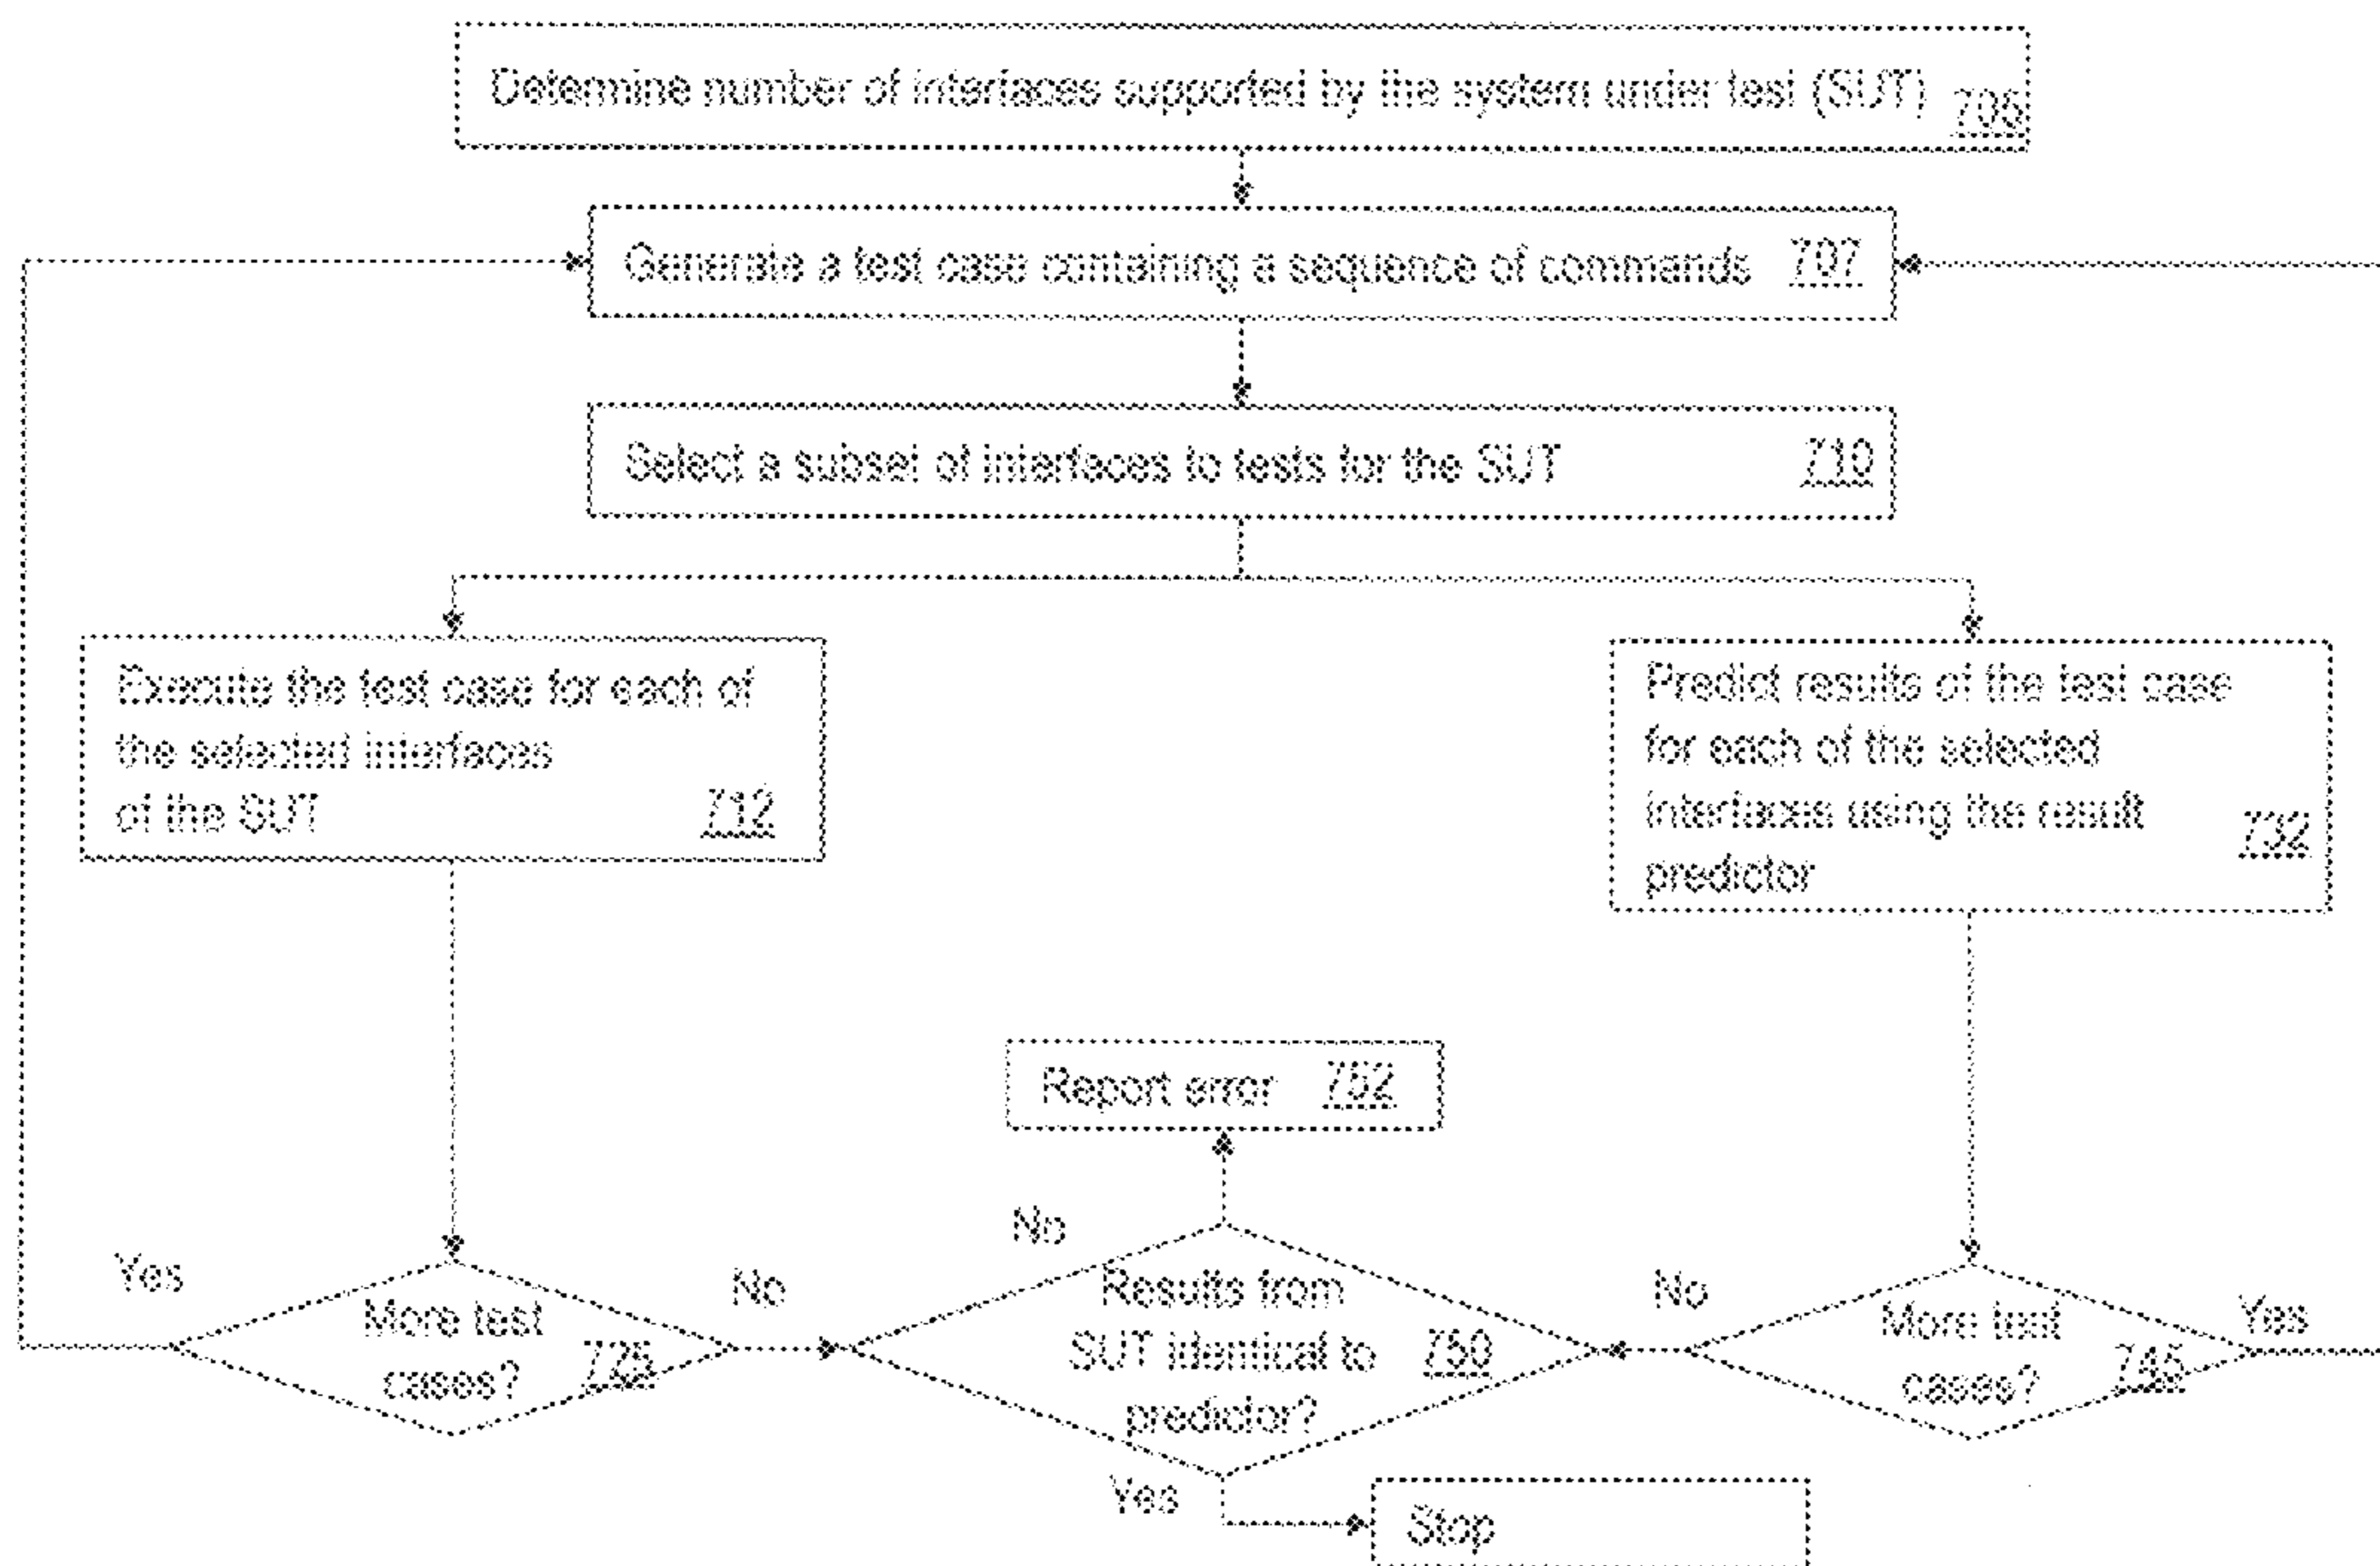 Determine number of interfaces supported by the system under test (SUT) 705
Generate a test case containing a sequence of commands 707
Select a subset of interfaces to tests for the SUT 710
Execute the test case for each of
the selected interfaces
of the SUT 712
Predict results of the test case
for each of the selected
interfaces using the result
predictor 732
Report error 752
No
Yes
More test
cases? 725
No
Results from
SUT identical to 750
predictor?
No
More test
cases? 745
Yes
Yes
Stop